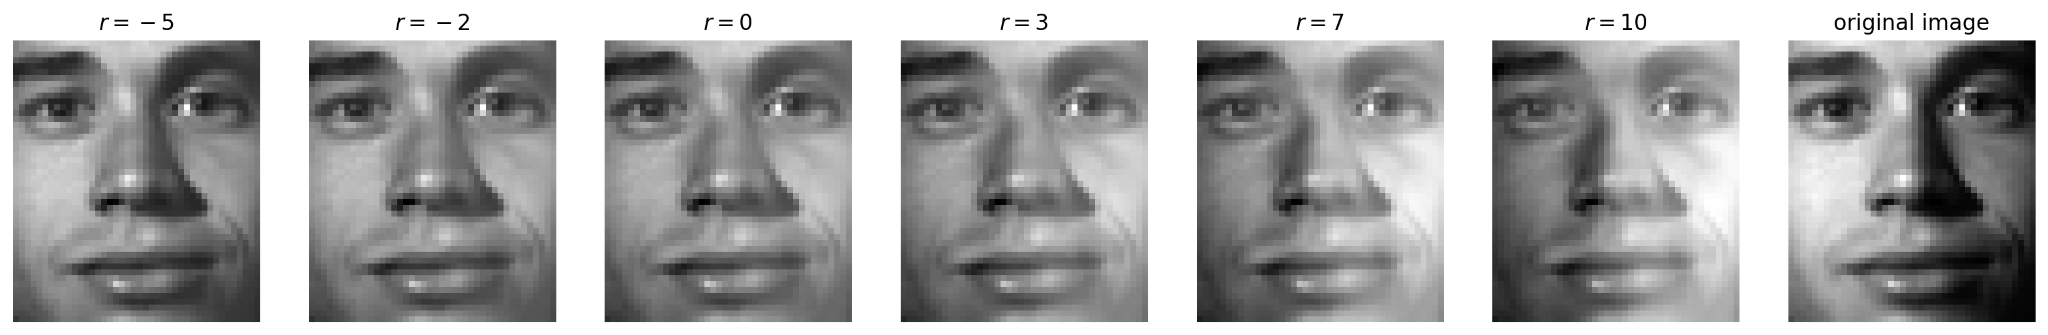 r = −5 r = −2 r = 0 r = 3 r = 7 r = 10 original image